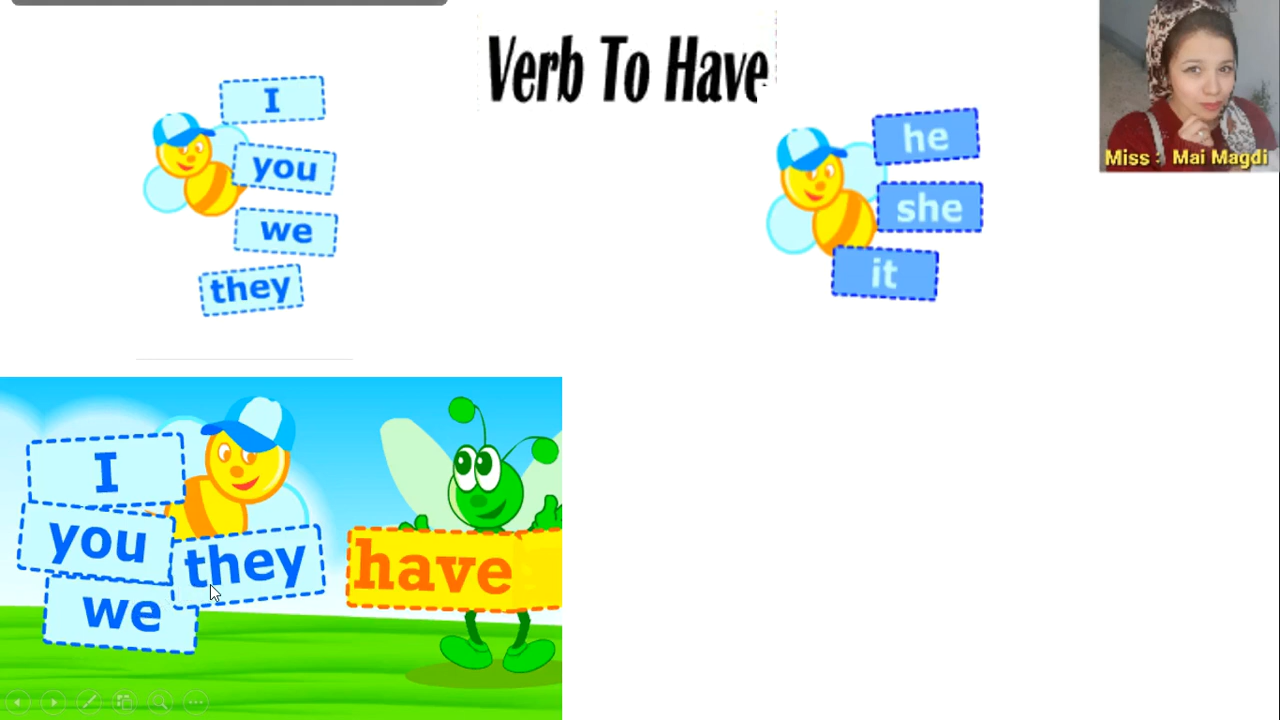 Verb To Have
I
you
we
they
he
she
it
Miss : Mai Magdi
I
you
they
we
have